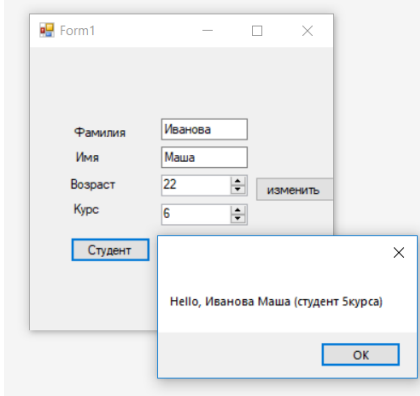 Form1
Фамилия Иванова
Имя Маша
Возраст 22 изменить
Курс 6
Студент
Hello, Иванова Маша (студент 5курса)
OK